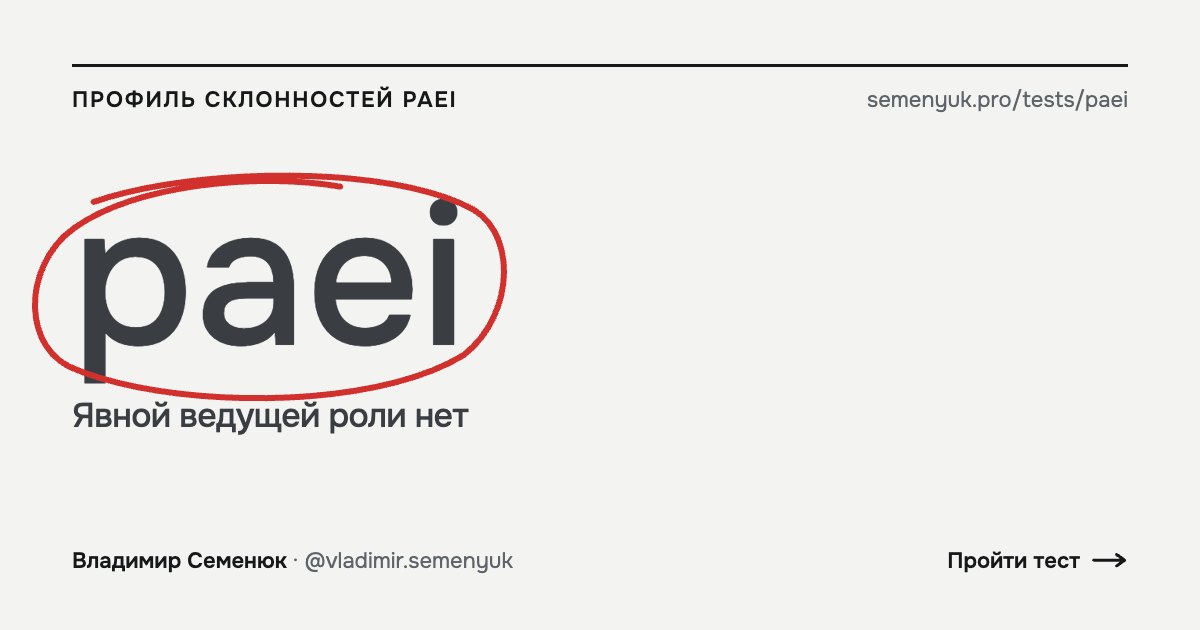 ПРОФИЛЬ СКЛОННОСТЕЙ PAEI
semenyuk.pro/tests/paei
paei
Явной ведущей роли нет
Владимир Семенюк · @vladimir.semenyuk
Пройти тест →